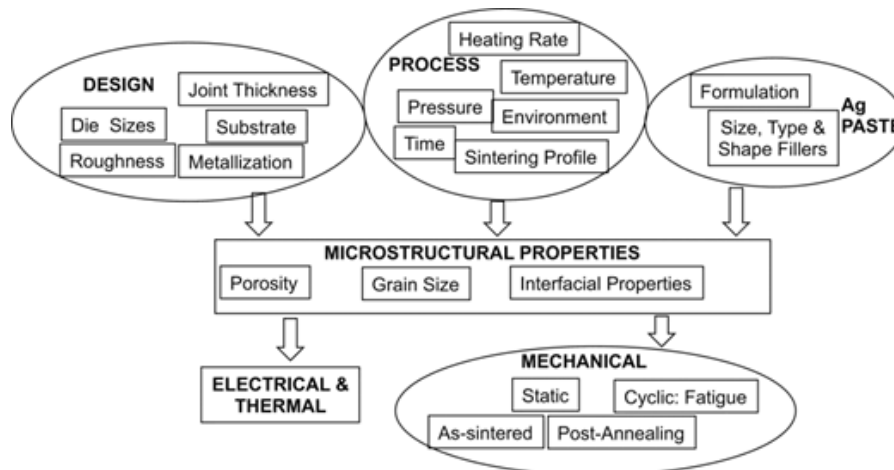 DESIGN
Joint Thickness
Die Sizes
Substrate
Roughness
Metallization
Heating Rate
PROCESS
Temperature
Pressure
Environment
Time
Sintering Profile
Formulation
Ag
PASTE
Size, Type &
Shape Fillers
MICROSTRUCTURAL PROPERTIES
Porosity
Grain Size
Interfacial Properties
ELECTRICAL &
THERMAL
MECHANICAL
Static
Cyclic: Fatigue
As-sintered
Post-Annealing